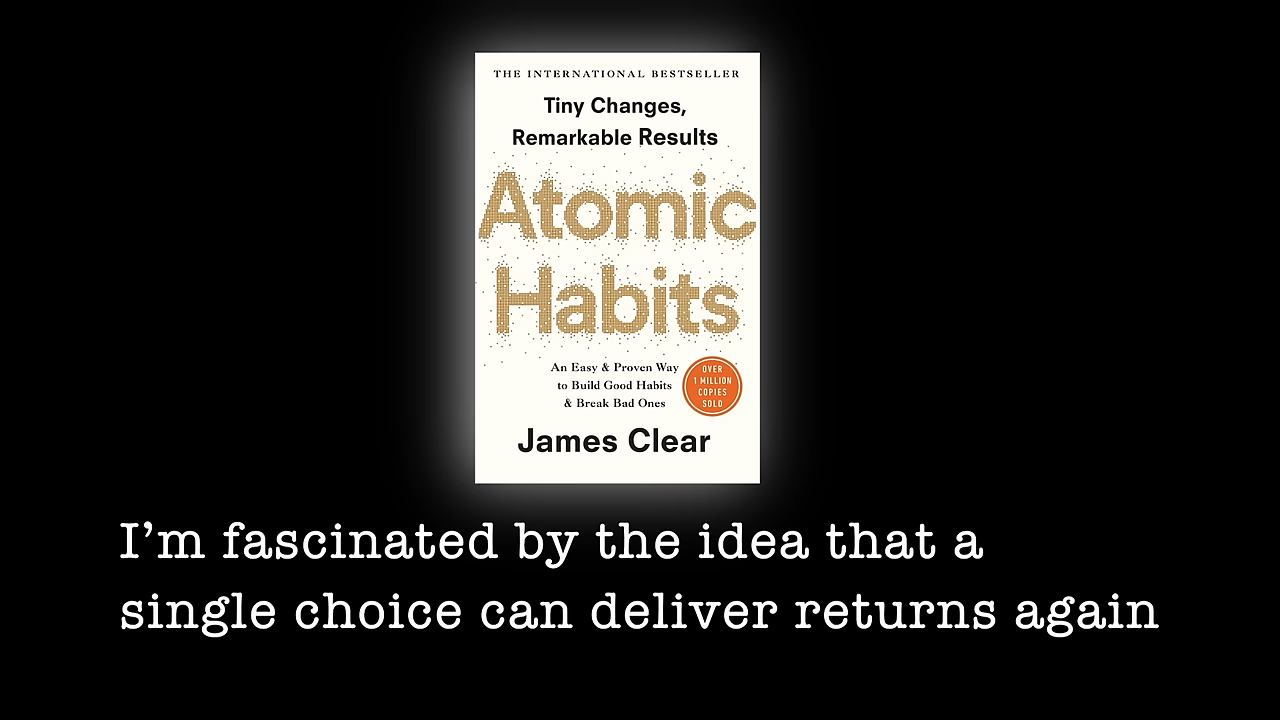 THE INTERNATIONAL BESTSELLER
Tiny Changes,
Remarkable Results
Atomic
Habits
An Easy & Proven Way
to Build Good Habits
& Break Bad Ones
OVER
1 MILLION
COPIES
SOLD
James Clear
I’m fascinated by the idea that a
single choice can deliver returns again